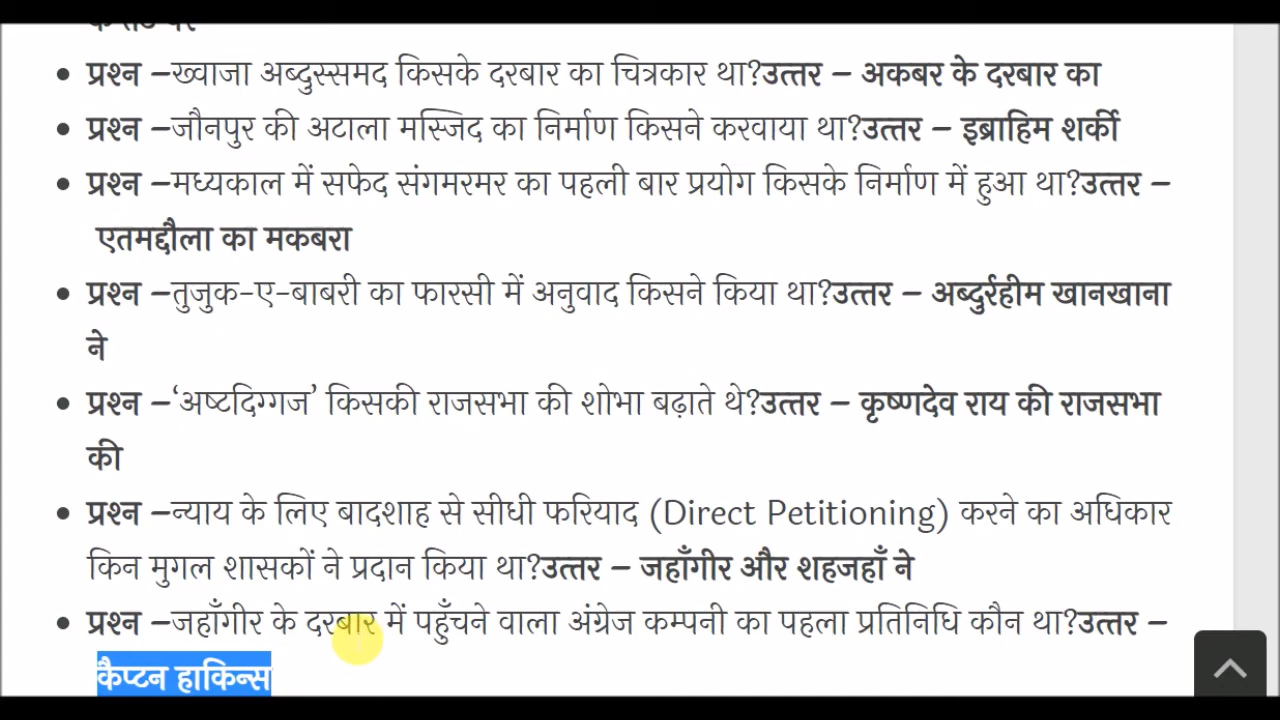 प्रश्न –ख्वाजा अब्दुस्समद किसके दरबार का चित्रकार था?उत्तर – अकबर के दरबार का
प्रश्न –जौनपुर की अटाला मस्जिद का निर्माण किसने करवाया था?उत्तर – इब्राहिम शर्की
प्रश्न –मध्यकाल में सफेद संगमरमर का पहली बार प्रयोग किसके निर्माण में हुआ था?उत्तर –
एतमद्दौला का मकबरा
प्रश्न –तुजुक-ए-बाबरी का फारसी में अनुवाद किसने किया था?उत्तर – अब्दुर्रहीम खानखाना
ने
प्रश्न –‘अष्टदिग्गज’ किसकी राजसभा की शोभा बढ़ाते थे?उत्तर – कृष्णदेव राय की राजसभा
की
प्रश्न –न्याय के लिए बादशाह से सीधी फरियाद (Direct Petitioning) करने का अधिकार
किन मुगल शासकों ने प्रदान किया था?उत्तर – जहाँगीर और शहजहाँ ने
प्रश्न –जहाँगीर के दरबार में पहुँचने वाला अंग्रेज कम्पनी का पहला प्रतिनिधि कौन था?उत्तर –
कैप्टन हाकिन्स